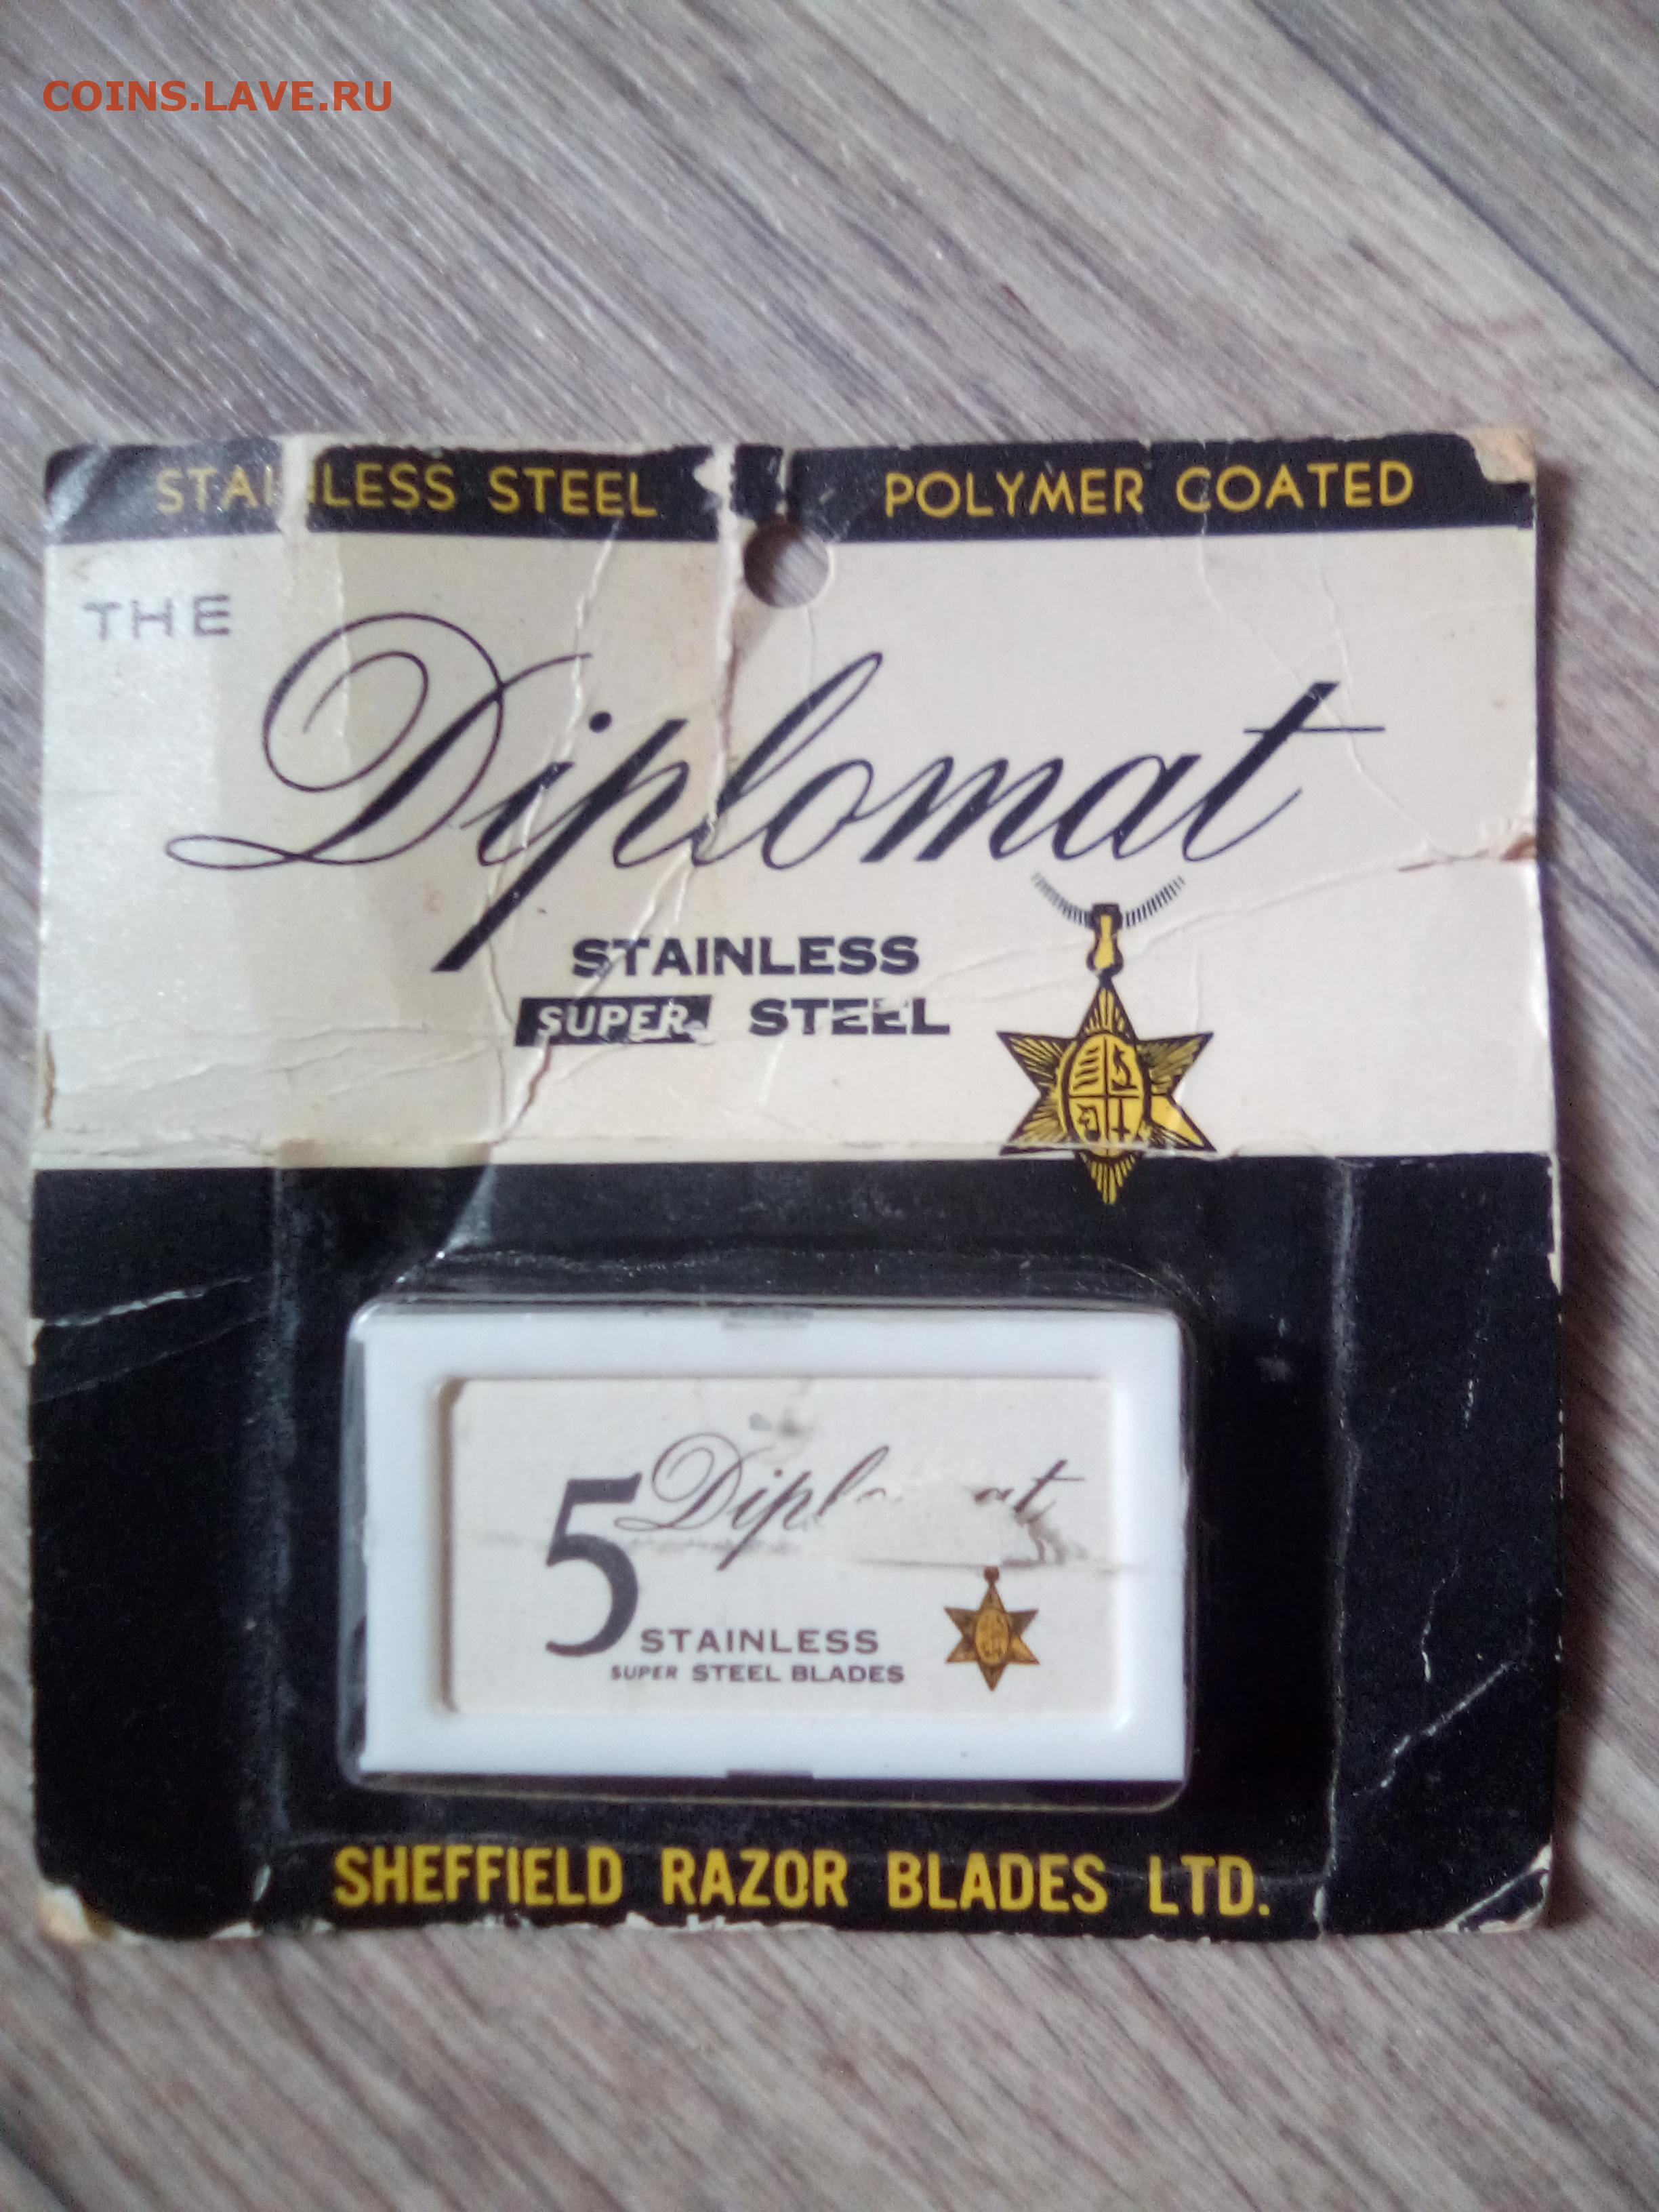 COINS.LAVE.RU
STAINLESS STEEL POLYMER COATED
THE
Diplomat
STAINLESS
SUPER STEEL
5 Diplomat
STAINLESS
SUPER STEEL BLADES
SHEFFIELD RAZOR BLADES LTD.